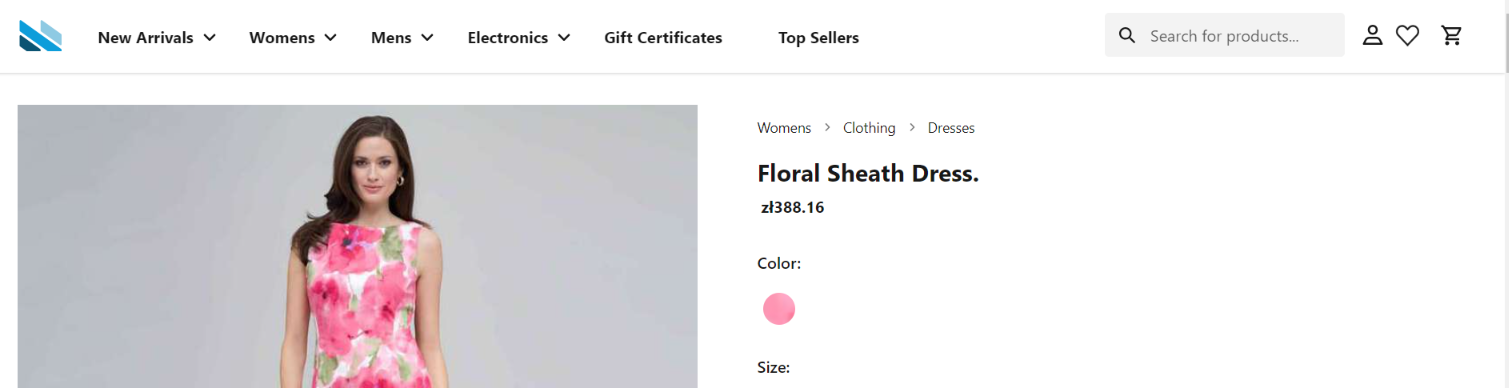 New Arrivals Womens Mens Electronics Gift Certificates Top Sellers Search for products...
Womens > Clothing > Dresses
Floral Sheath Dress.
zł388.16
Color:
Size: